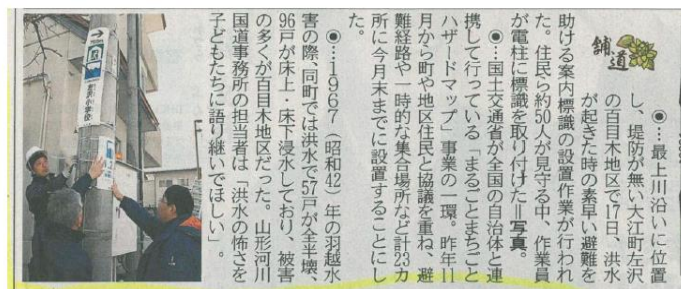 舗道
◉…最上川沿いに位置
し、堤防が無い大江町左沢
の百目木地区で17日、洪水
が起きた時の素早い避難を
助ける案内標識の設置作業が行われ
た。住民ら約50人が見守る中、作業員
が電柱に標識を取り付けた＝写真。
◉…国土交通省が全国の自治体と連
携して行っている「まるごとまちごと
ハザードマップ」事業の一環。昨年11
月から町や地区住民と協議を重ね、避
難経路や一時的な集合場所など計23カ
所に今月末までに設置することにし
た。
◉…1967（昭和42）年の羽越水
害の際、同町では洪水で57戸が全半壊、
96戸が床上・床下浸水しており、被害
の多くが百目木地区だった。山形河川
国道事務所の担当者は「洪水の怖さを
子どもたちに語り継いでほしい」。